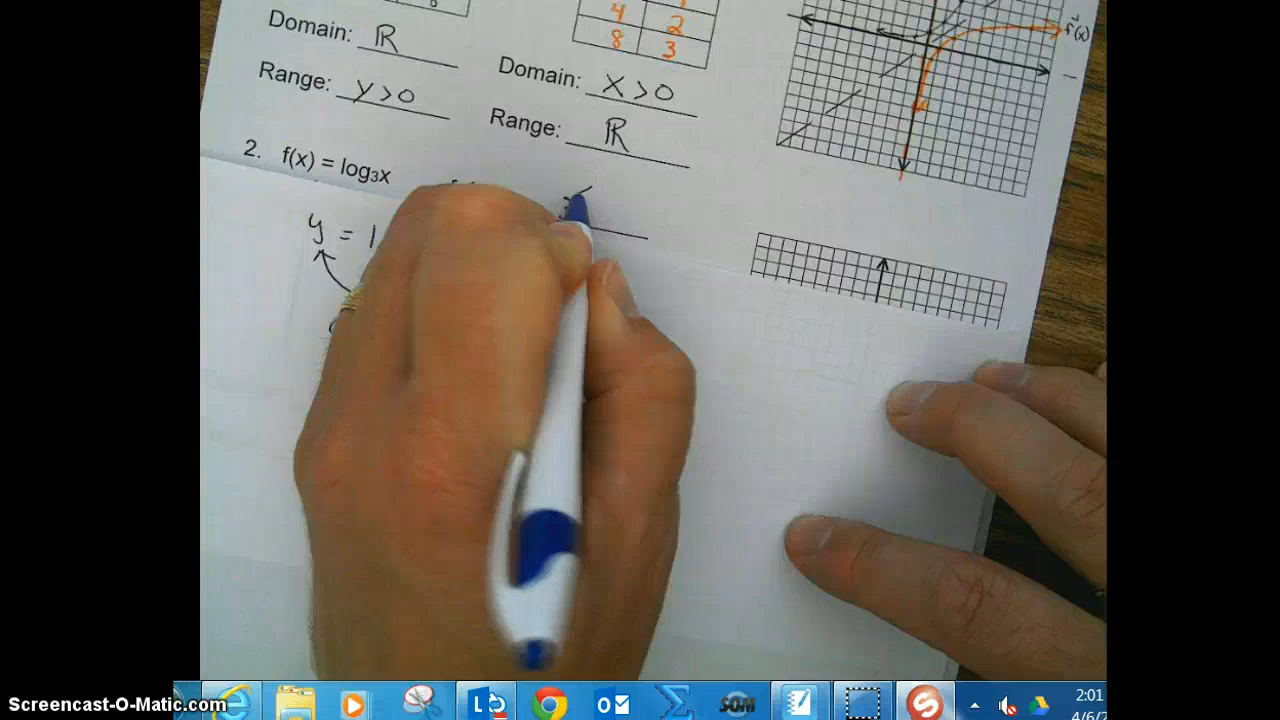 Domain: ℝ
Range: y > 0
4 2
8 3
f⁻¹(x)
Domain: x > 0
Range: ℝ
2. f(x) = log₃x
y =
Screencast-O-Matic.com
2:01